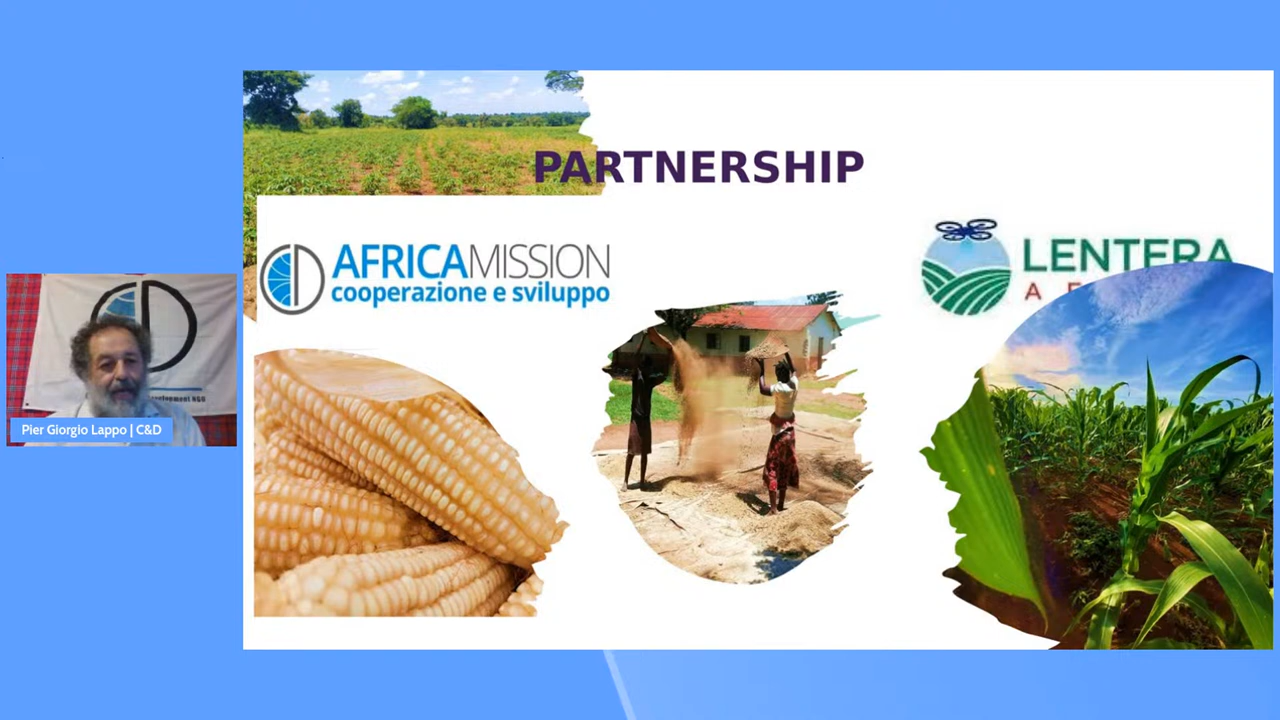 PARTNERSHIP
AFRICAMISSION
cooperazione e sviluppo
LENTERA
A
Pier Giorgio Lappo | C&D